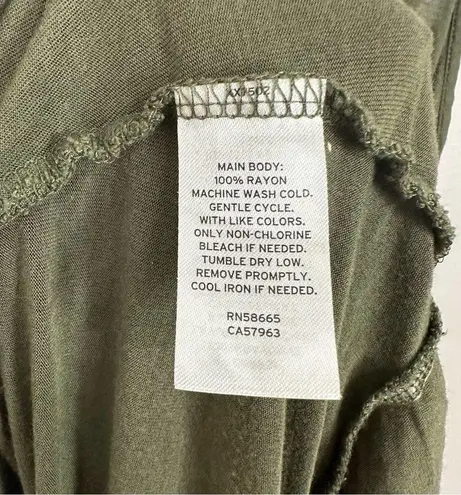 MAIN BODY:
100% RAYON
MACHINE WASH COLD.
GENTLE CYCLE.
WITH LIKE COLORS.
ONLY NON-CHLORINE
BLEACH IF NEEDED.
TUMBLE DRY LOW.
REMOVE PROMPTLY.
COOL IRON IF NEEDED.
RN58665
CA57963